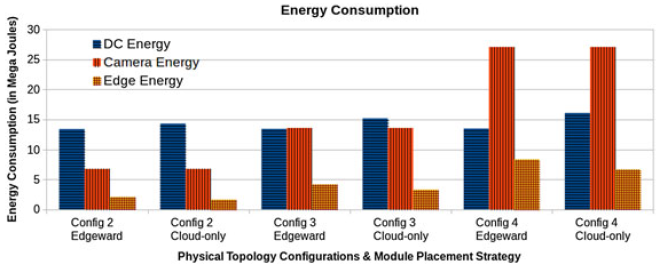 Energy Consumption
Energy Consumption (in Mega Joules)
30
25
20
15
10
5
0
DC Energy
Camera Energy
Edge Energy
Config 2
Edgeward
Config 2
Cloud-only
Config 3
Edgeward
Config 3
Cloud-only
Config 4
Edgeward
Config 4
Cloud-only
Physical Topology Configurations & Module Placement Strategy